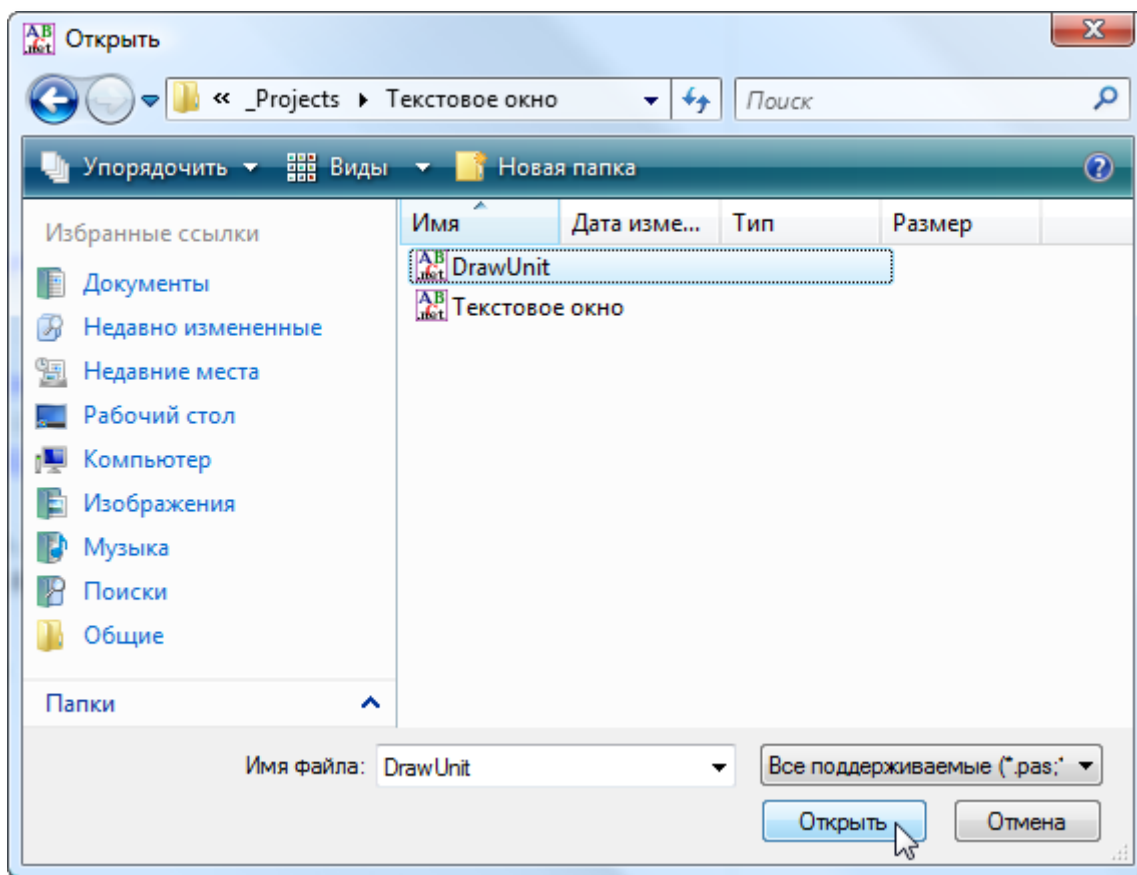 Открыть
« _Projects Текстовое окно Поиск
Упорядочить Виды Новая папка
Избранные ссылки
Документы
Недавно измененные
Недавние места
Рабочий стол
Компьютер
Изображения
Музыка
Поиски
Общие
Папки
Имя Дата изме... Тип Размер
DrawUnit
Текстовое окно
Имя файла: DrawUnit Все поддерживаемые (*.pas;*
Открыть Отмена